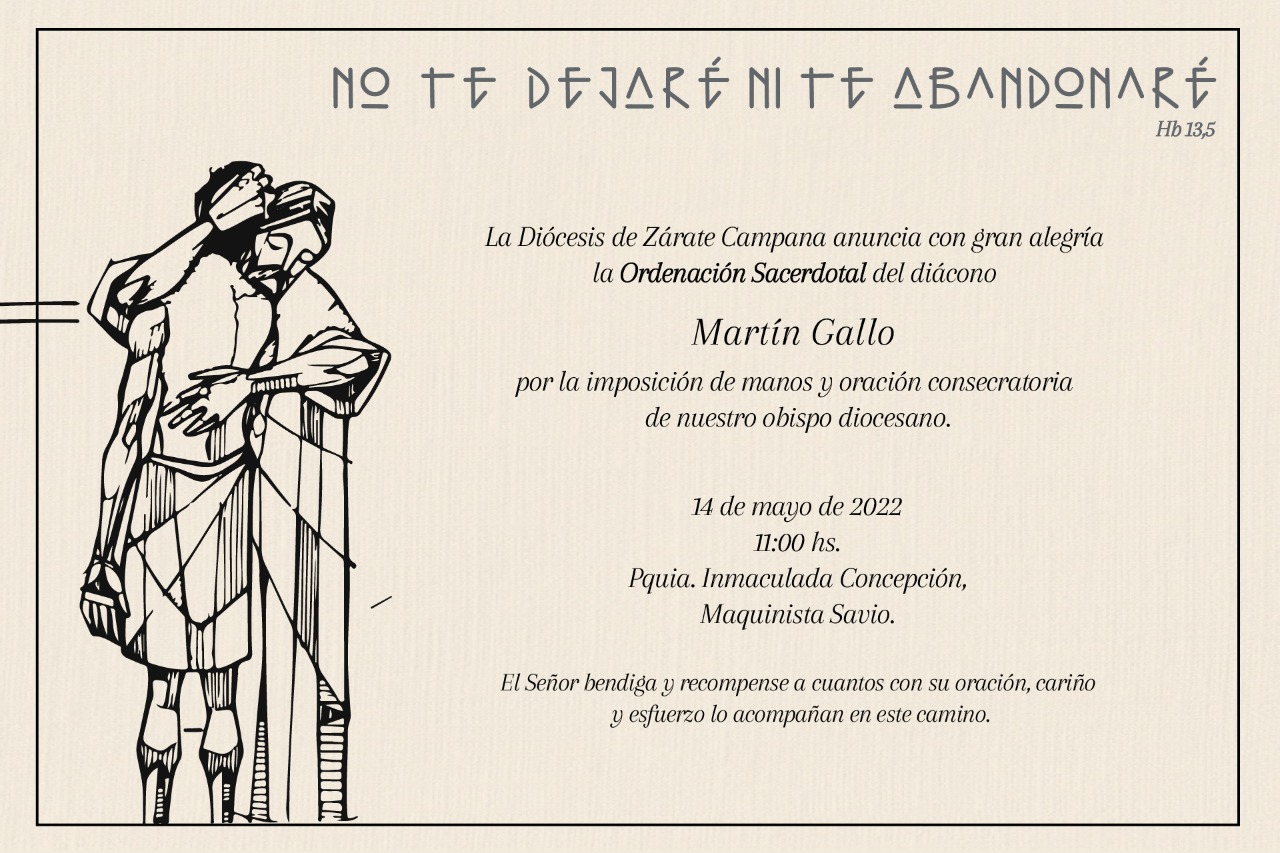 NO TE DEJARÉ NI TE ABANDONARÉ
Hb 13,5
La Diócesis de Zárate Campana anuncia con gran alegría
la Ordenación Sacerdotal del diácono
Martín Gallo
por la imposición de manos y oración consecratoria
de nuestro obispo diocesano.
14 de mayo de 2022
11:00 hs.
Pquia. Inmaculada Concepción,
Maquinista Savio.
El Señor bendiga y recompense a cuantos con su oración, cariño
y esfuerzo lo acompañan en este camino.